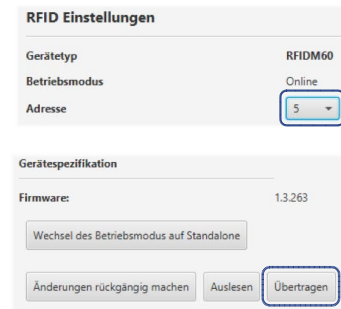 RFID Einstellungen
Gerätetyp RFIDM60
Betriebsmodus Online
Adresse 5
Gerätespezifikation
Firmware: 1.3.263
Wechsel des Betriebsmodus auf Standalone
Änderungen rückgängig machen Auslesen Übertragen